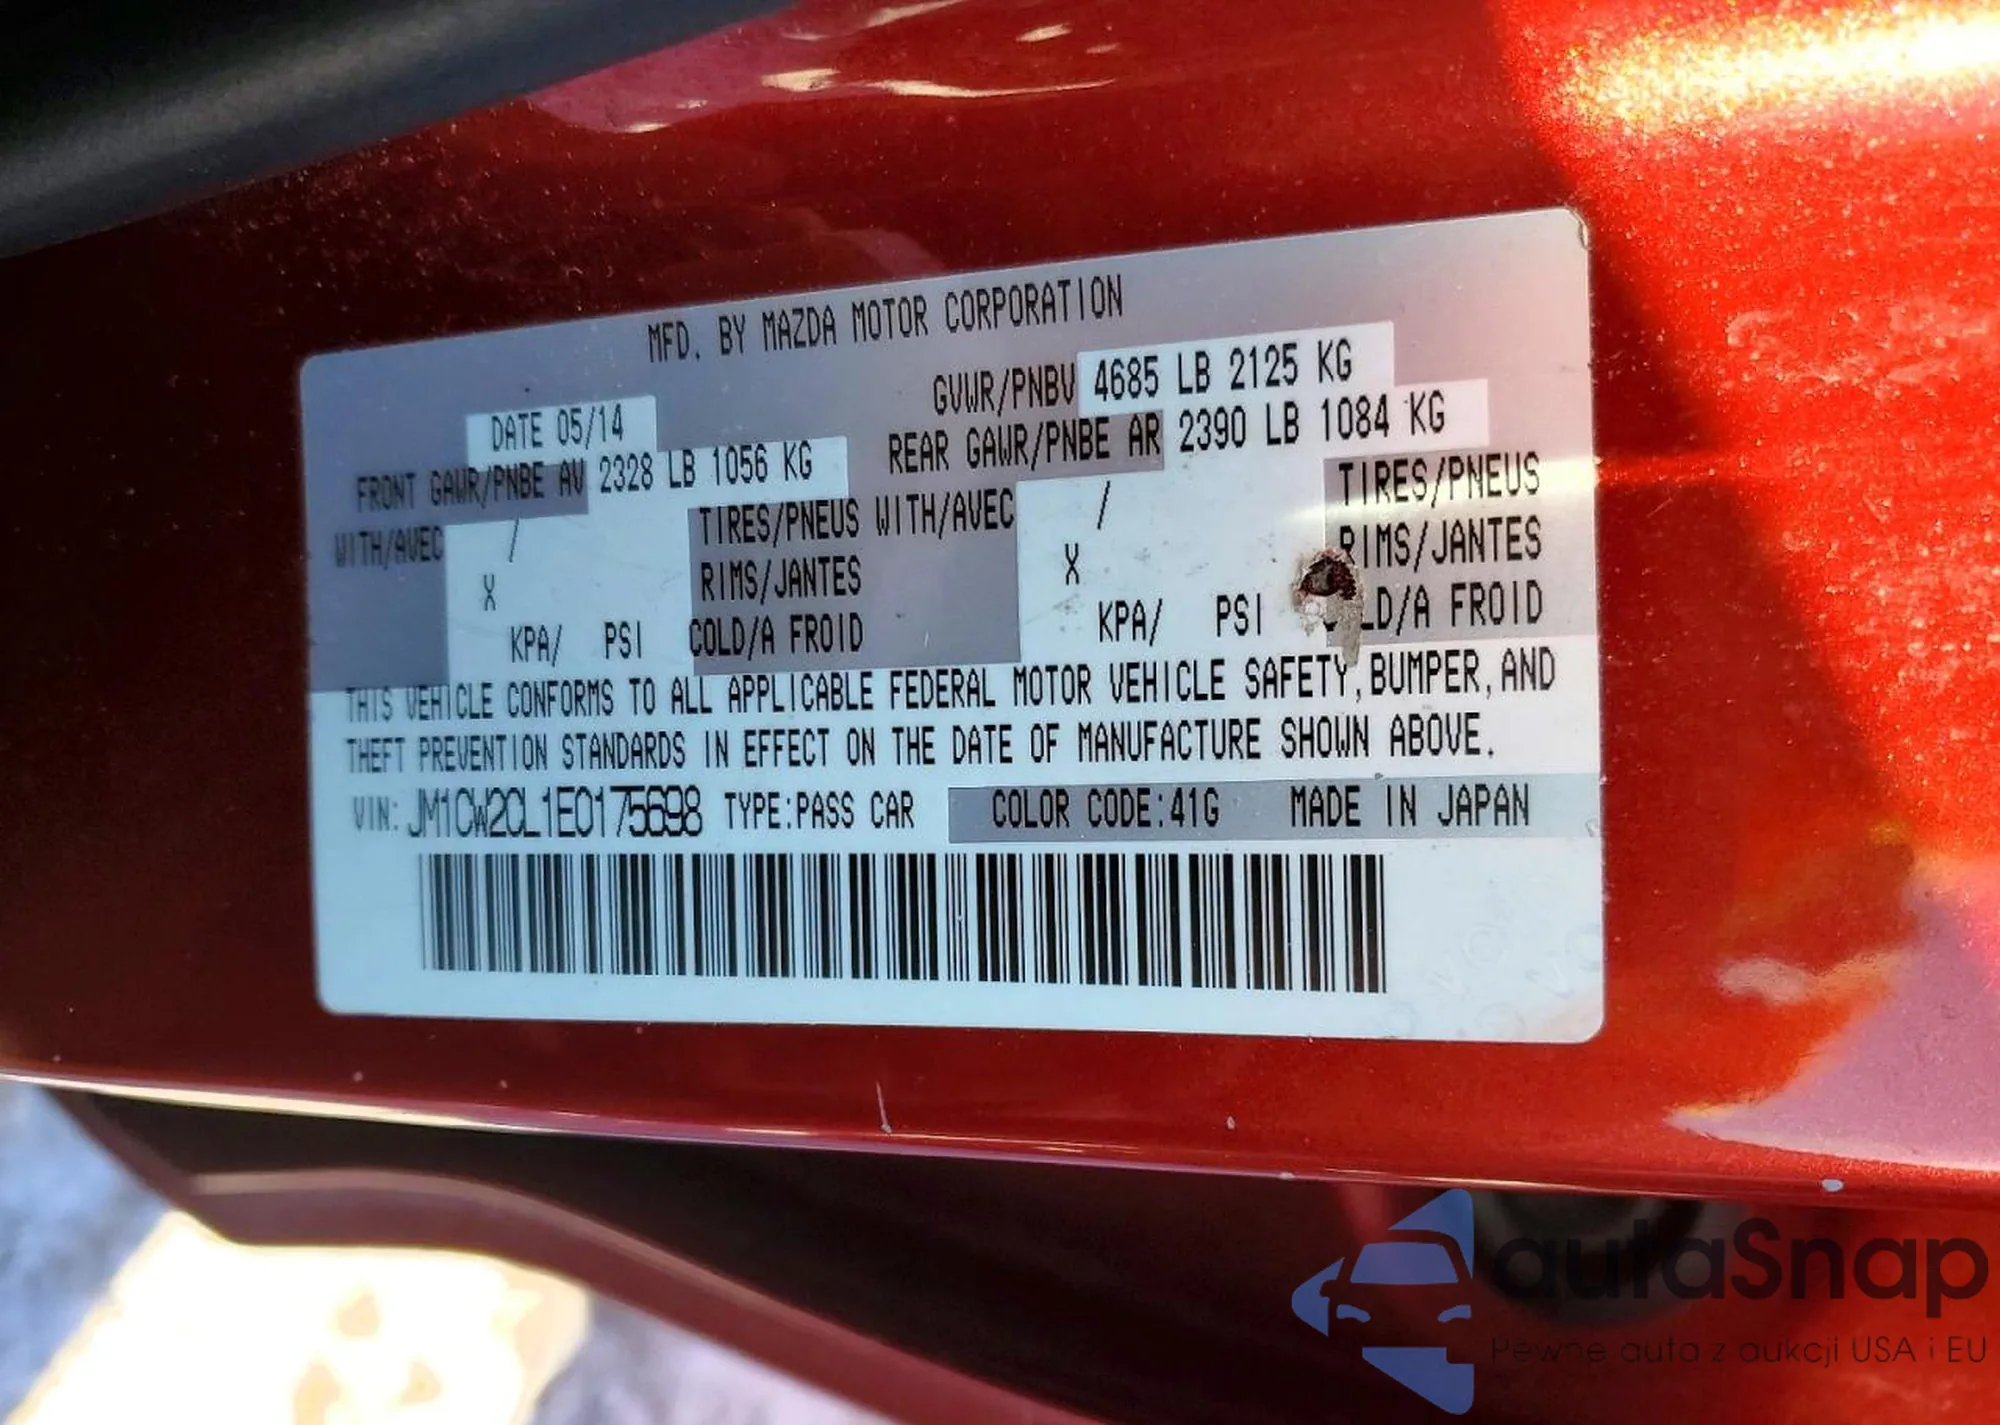 MFD. BY MAZDA MOTOR CORPORATION
DATE 05/14 GVWR/PNBV 4685 LB 2125 KG
FRONT GAWR/PNBE AV 2328 LB 1056 KG REAR GAWR/PNBE AR 2390 LB 1084 KG
WITH/AVEC / TIRES/PNEUS WITH/AVEC / TIRES/PNEUS
X RIMS/JANTES X RIMS/JANTES
KPA/ PSI COLD/A FROID KPA/ PSI LD/A FROID
THIS VEHICLE CONFORMS TO ALL APPLICABLE FEDERAL MOTOR VEHICLE SAFETY, BUMPER, AND
THEFT PREVENTION STANDARDS IN EFFECT ON THE DATE OF MANUFACTURE SHOWN ABOVE.
VIN: JM1CW2CL1E0175698 TYPE:PASS CAR COLOR CODE:41G MADE IN JAPAN
autaSnap
Pewne auta z aukcji USA i EU